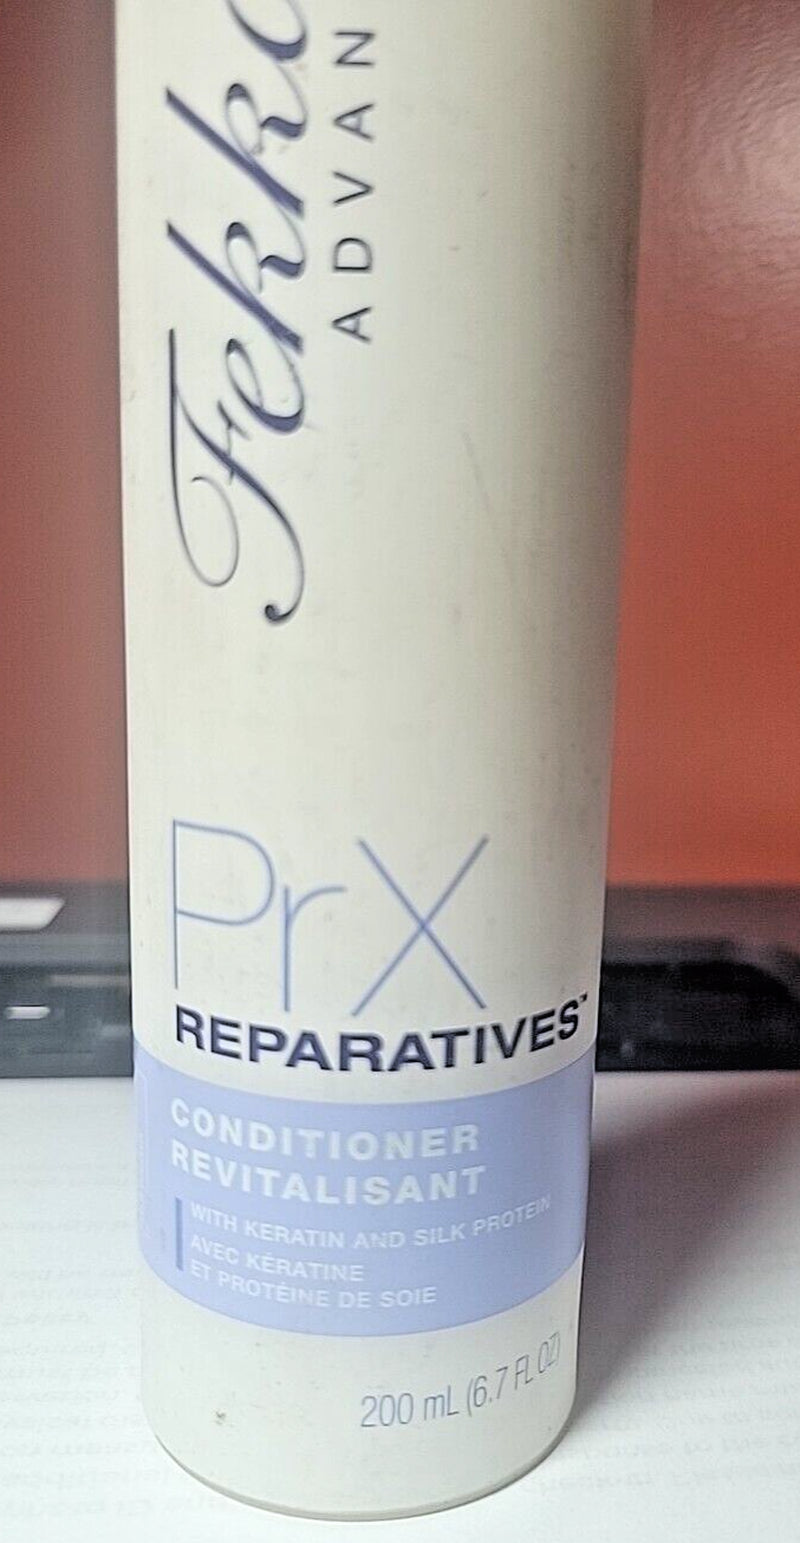 Fekk
ADVAN
PrX
REPARATIVES™
CONDITIONER
REVITALISANT
WITH KERATIN AND SILK PROTEIN
AVEC KÉRATINE
ET PROTÉINE DE SOIE
200 mL (6.7 FL OZ)